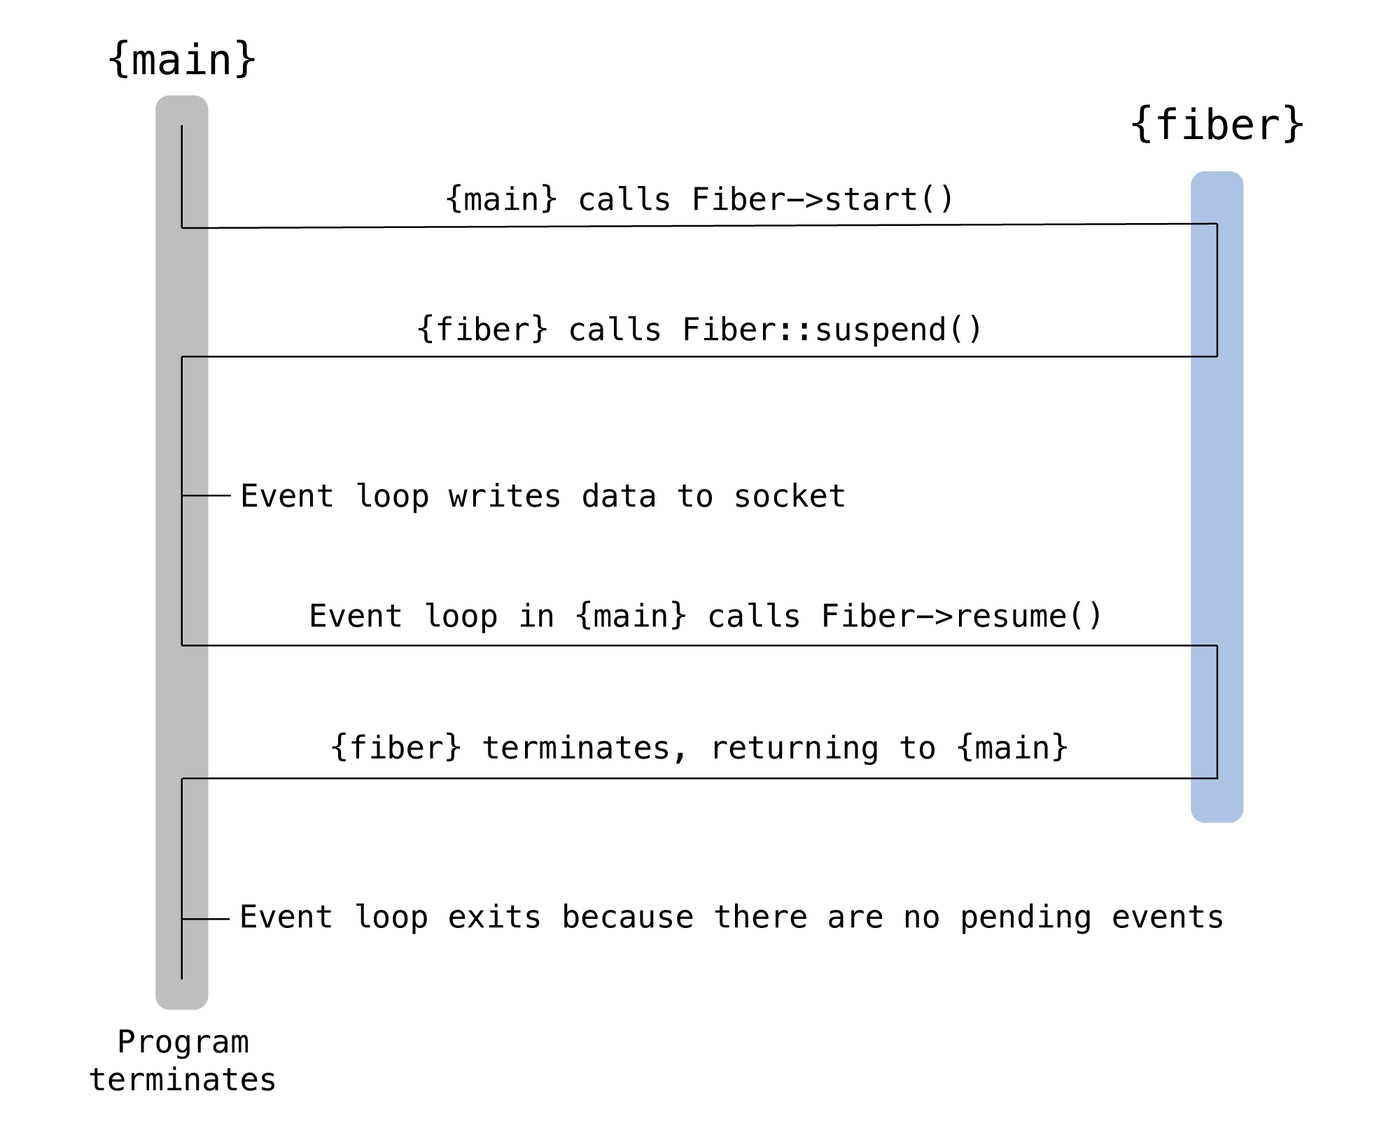 {main}
{fiber}
{main} calls Fiber->start()
{fiber} calls Fiber::suspend()
Event loop writes data to socket
Event loop in {main} calls Fiber->resume()
{fiber} terminates, returning to {main}
Event loop exits because there are no pending events
Program
terminates